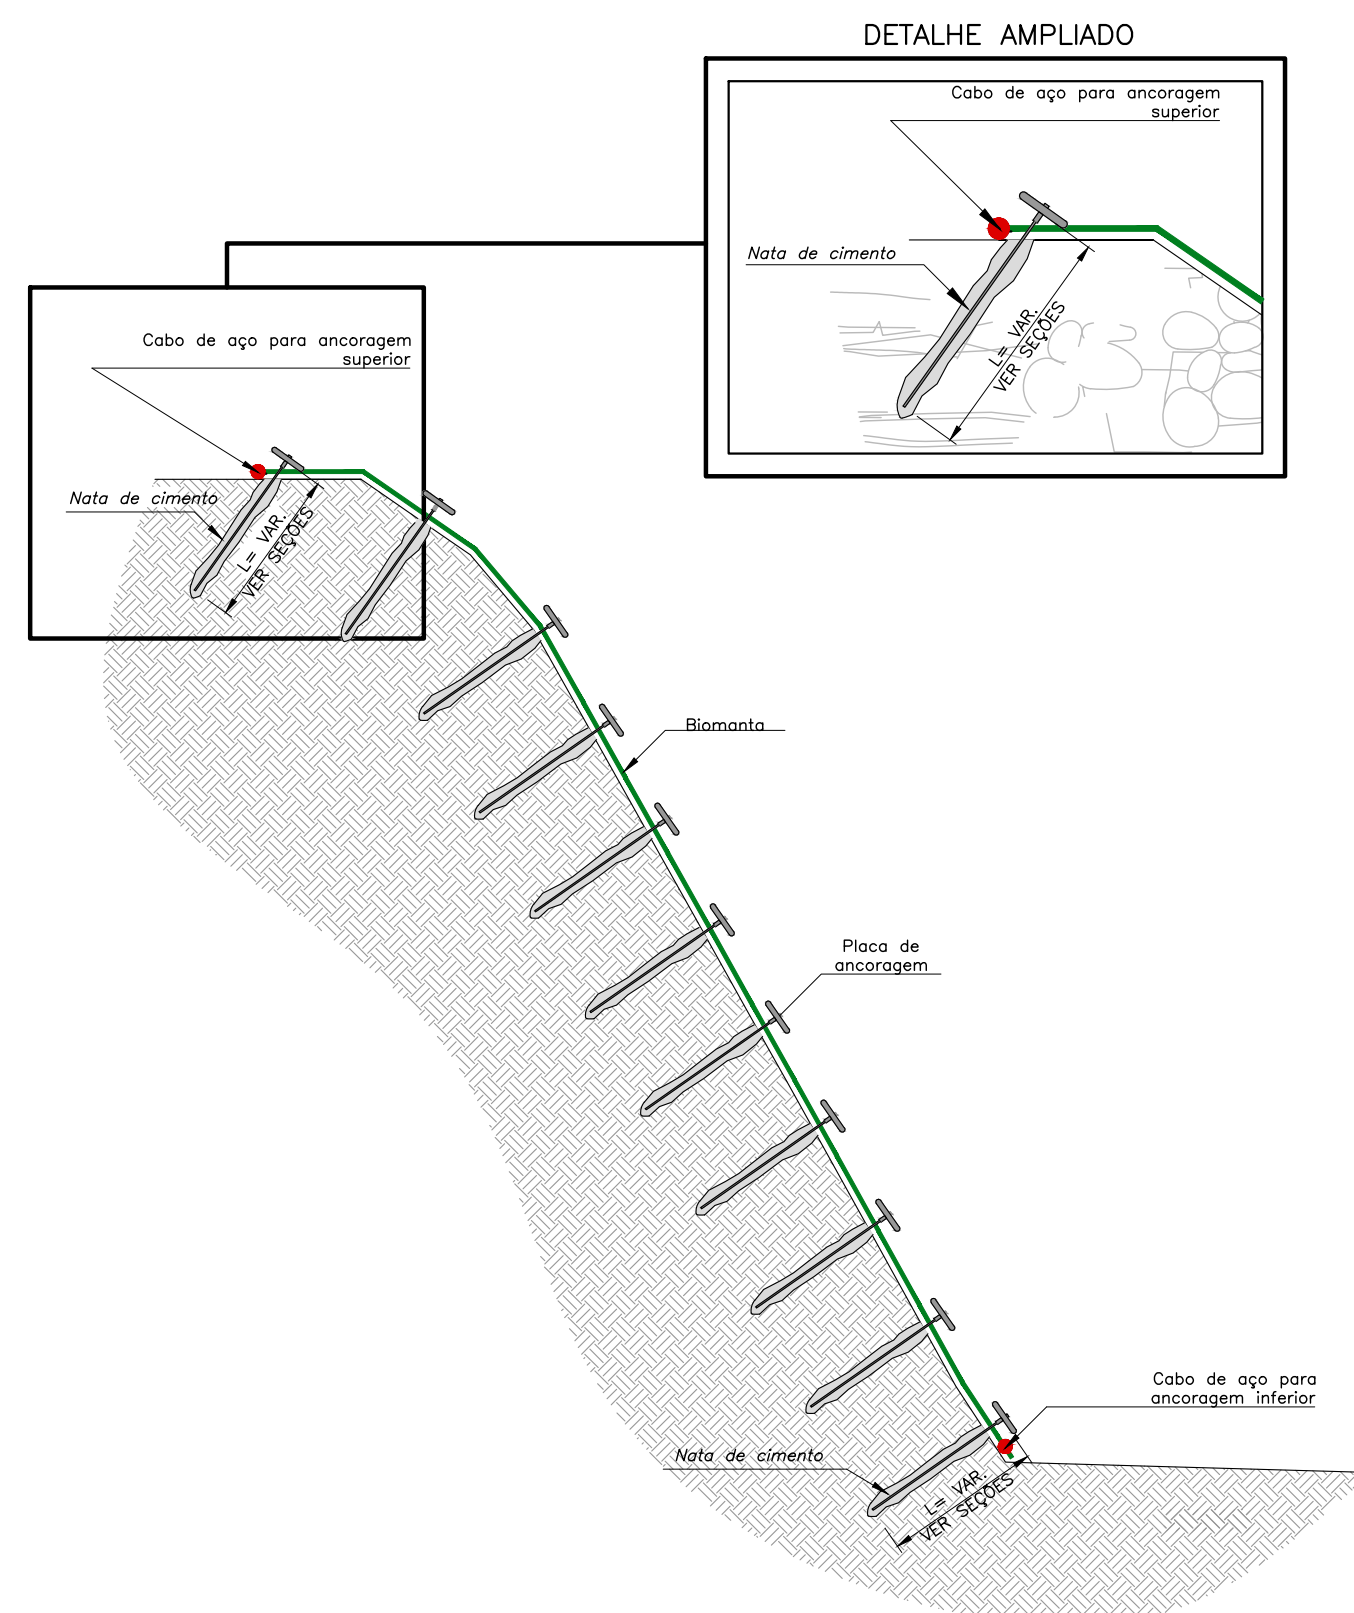 DETALHE AMPLIADO
Cabo de aço para ancoragem
superior
Nata de cimento
L= VAR.
VER SEÇÕES
Cabo de aço para ancoragem
superior
Nata de cimento
L= VAR.
VER SEÇÕES
Biomanta
Placa de
ancoragem
Cabo de aço para
ancoragem inferior
Nata de cimento
L= VAR.
VER SEÇÕES